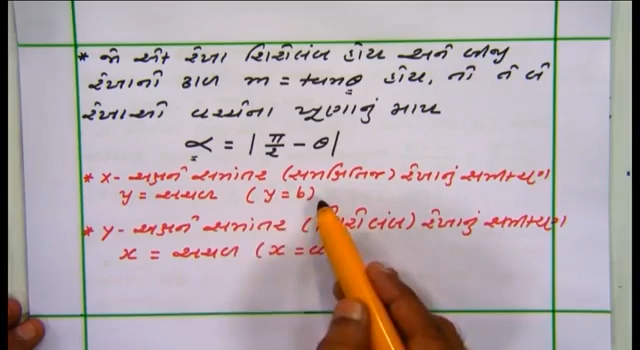 * જો એક રેખા શિરોલંબ હોય અને બીજી
રેખાનો ઢાળ m = tanθ હોય, તો તે બે
રેખાઓ વચ્ચેના ખૂણાનું માપ
α = | π/2 − θ |
* x- અક્ષને સમાંતર (સમક્ષિતિજ) રેખાનું સમીકરણ
y = અચળ ( y = b )
* y- અક્ષને સમાંતર (શિરોલંબ) રેખાનું સમીકરણ
x = અચળ ( x =